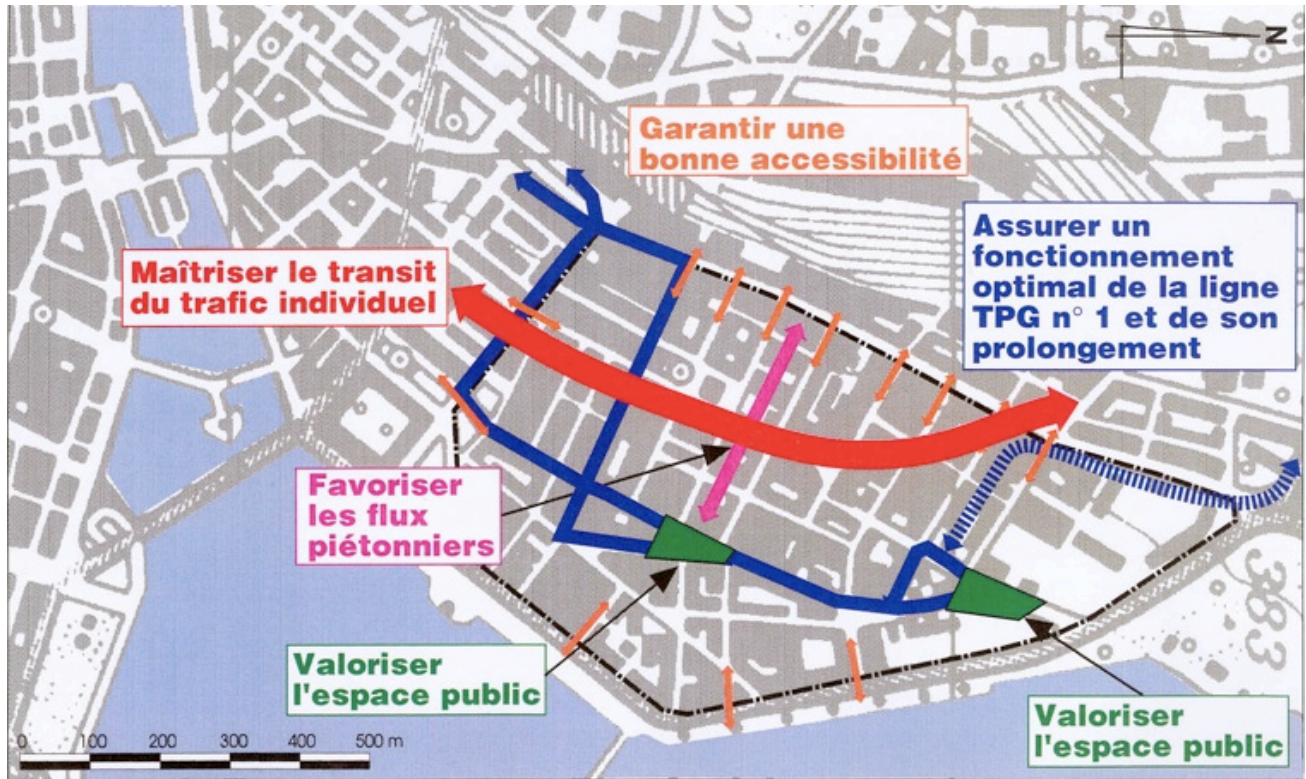 N
Garantir une
bonne accessibilité
Assurer un
fonctionnement
optimal de la ligne
TPG n° 1 et de son
prolongement
Maîtriser le transit
du trafic individuel
Favoriser
les flux
piétonniers
383
Valoriser
l'espace public
Valoriser
l'espace public
0 100 200 300 400 500 m